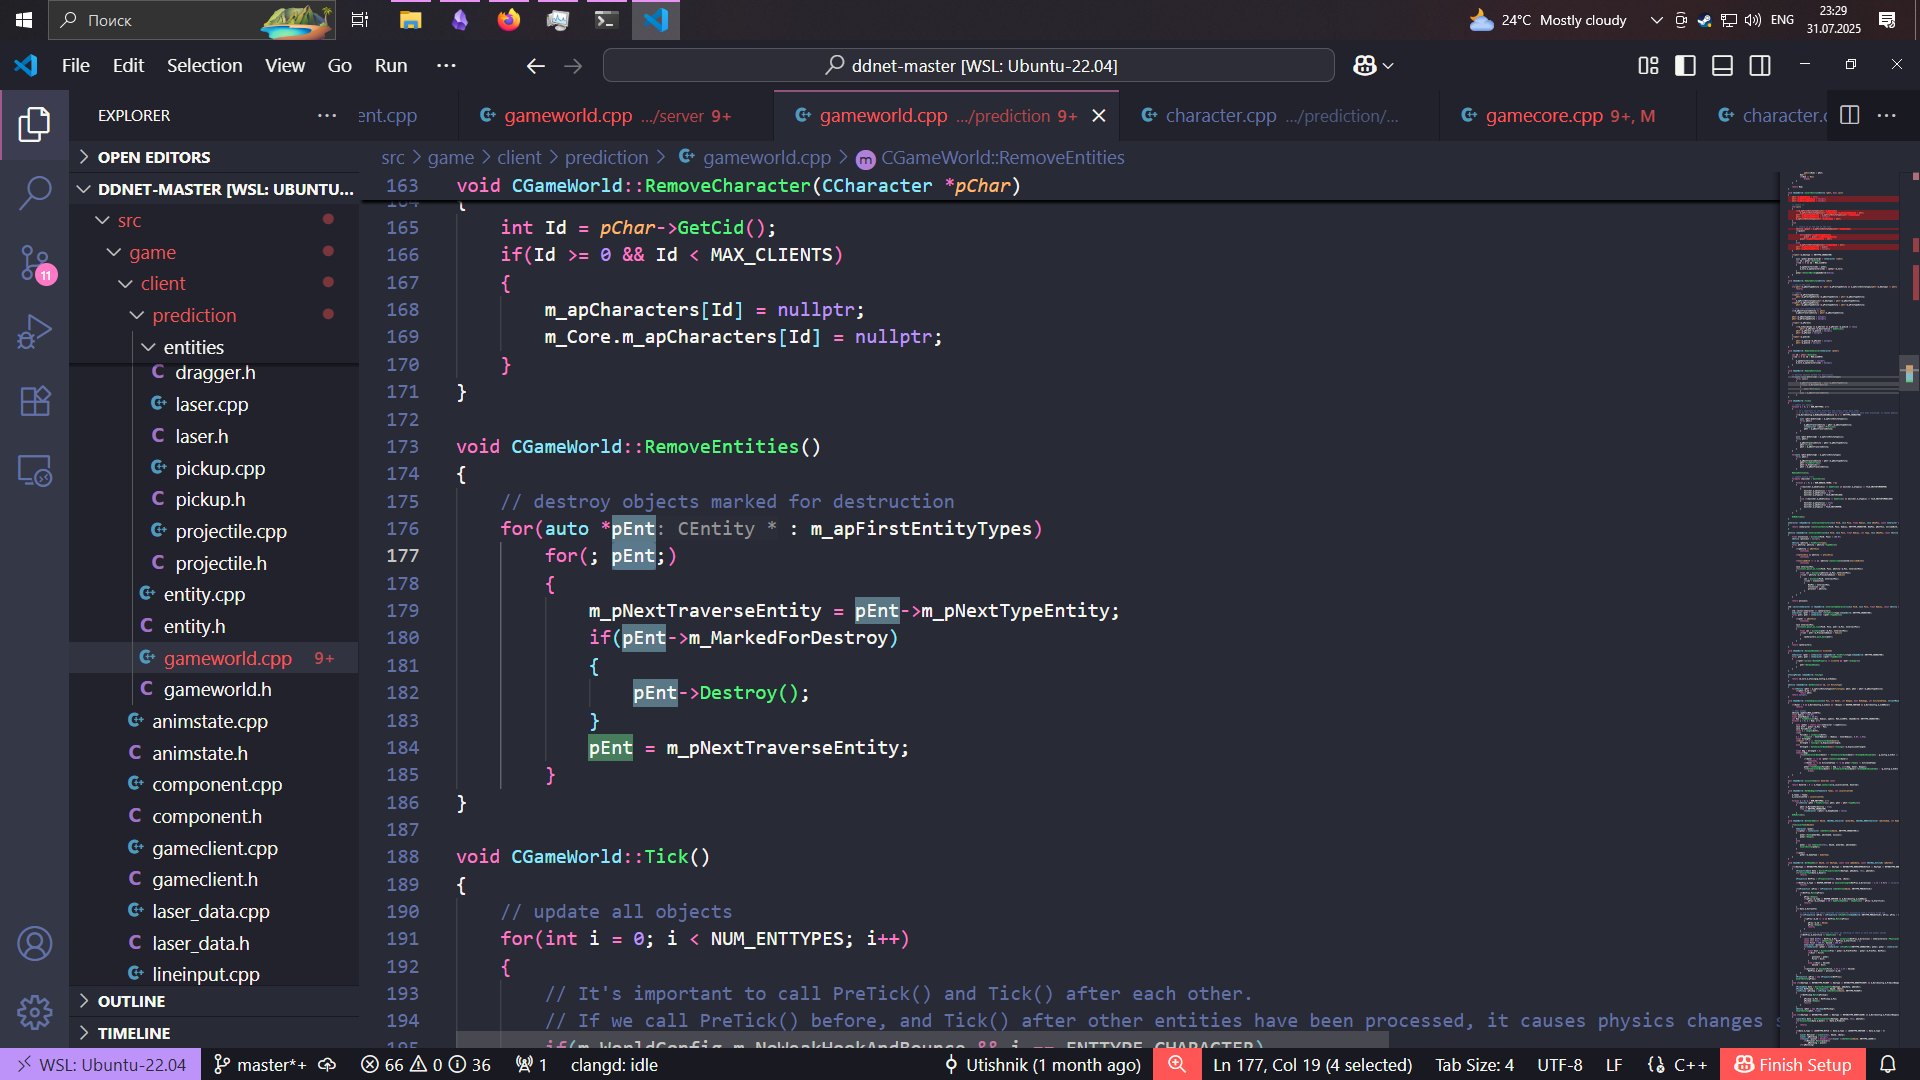 Поиск
24°C Mostly cloudy
ENG
23:29
31.07.2025
File Edit Selection View Go Run ···
ddnet-master [WSL: Ubuntu-22.04]
EXPLORER
ent.cpp
gameworld.cpp .../server 9+
gameworld.cpp .../prediction 9+
character.cpp .../prediction/...
gamecore.cpp 9+, M
character.c
OPEN EDITORS
DDNET-MASTER [WSL: UBUNTU...
src
game
client
prediction
entities
dragger.h
laser.cpp
laser.h
pickup.cpp
pickup.h
projectile.cpp
projectile.h
entity.cpp
entity.h
gameworld.cpp 9+
gameworld.h
animstate.cpp
animstate.h
component.cpp
component.h
gameclient.cpp
gameclient.h
laser_data.cpp
laser_data.h
lineinput.cpp
OUTLINE
TIMELINE
11
src > game > client > prediction > gameworld.cpp > CGameWorld::RemoveEntities
163 void CGameWorld::RemoveCharacter(CCharacter *pChar)
164 {
165 int Id = pChar->GetCid();
166 if(Id >= 0 && Id < MAX_CLIENTS)
167 {
168 m_apCharacters[Id] = nullptr;
169 m_Core.m_apCharacters[Id] = nullptr;
170 }
171 }
172
173 void CGameWorld::RemoveEntities()
174 {
175 // destroy objects marked for destruction
176 for(auto *pEnt: CEntity * : m_apFirstEntityTypes)
177 for(; pEnt;)
178 {
179 m_pNextTraverseEntity = pEnt->m_pNextTypeEntity;
180 if(pEnt->m_MarkedForDestroy)
181 {
182 pEnt->Destroy();
183 }
184 pEnt = m_pNextTraverseEntity;
185 }
186 }
187
188 void CGameWorld::Tick()
189 {
190 // update all objects
191 for(int i = 0; i < NUM_ENTTYPES; i++)
192 {
193 // It's important to call PreTick() and Tick() after each other.
194 // If we call PreTick() before, and Tick() after other entities have been processed, it causes physics changes
195 if(m_WorldConfig.m_NoWeakHookAndBounce && i == ENTTYPE_CHARACTER)
WSL: Ubuntu-22.04 master*+ 66 0 36 1 clangd: idle
Utishnik (1 month ago) Ln 177, Col 19 (4 selected) Tab Size: 4 UTF-8 LF C++ Finish Setup